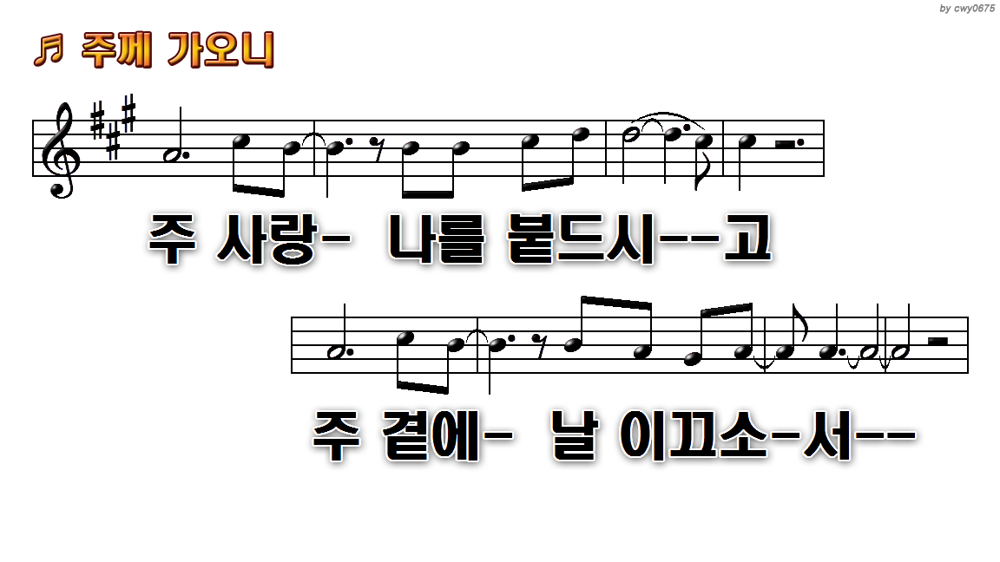 by cwy0675
♬ 주께 가오니
주 사랑- 나를 붙드시--고
주 곁에- 날 이끄소-서--